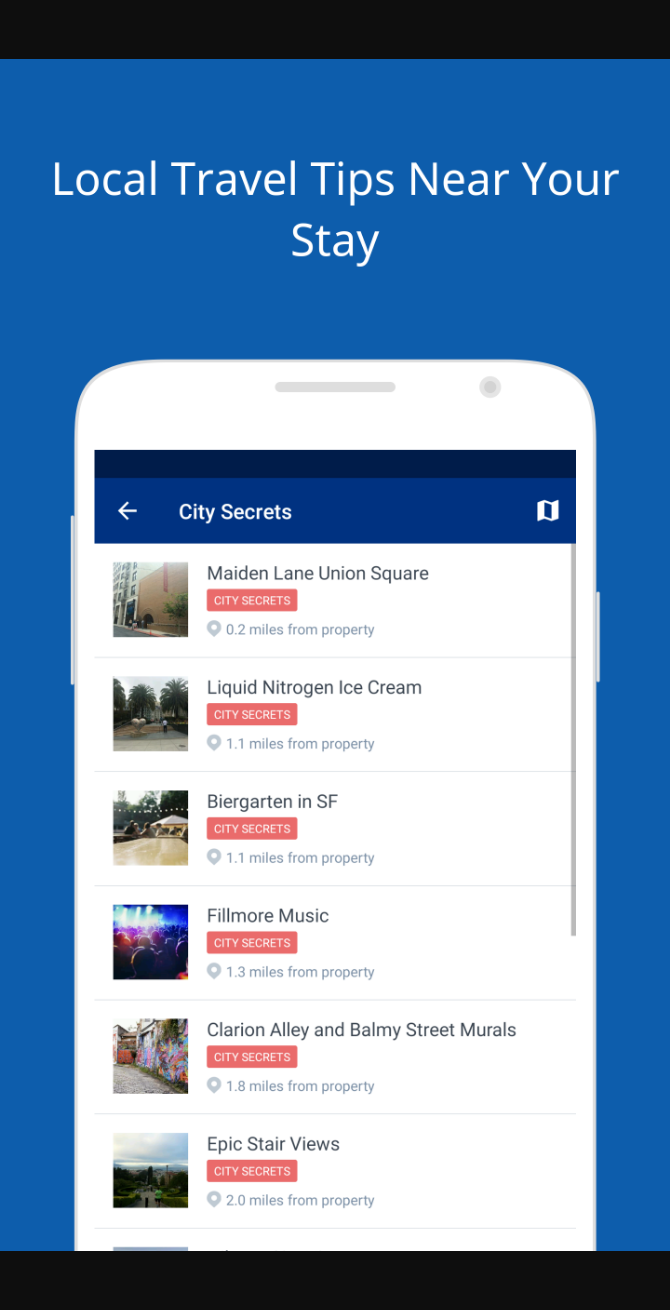 Local Travel Tips Near Your
Stay
City Secrets
Maiden Lane Union Square
CITY SECRETS
0.2 miles from property
Liquid Nitrogen Ice Cream
CITY SECRETS
1.1 miles from property
Biergarten in SF
CITY SECRETS
1.1 miles from property
Fillmore Music
CITY SECRETS
1.3 miles from property
Clarion Alley and Balmy Street Murals
CITY SECRETS
1.8 miles from property
Epic Stair Views
CITY SECRETS
2.0 miles from property